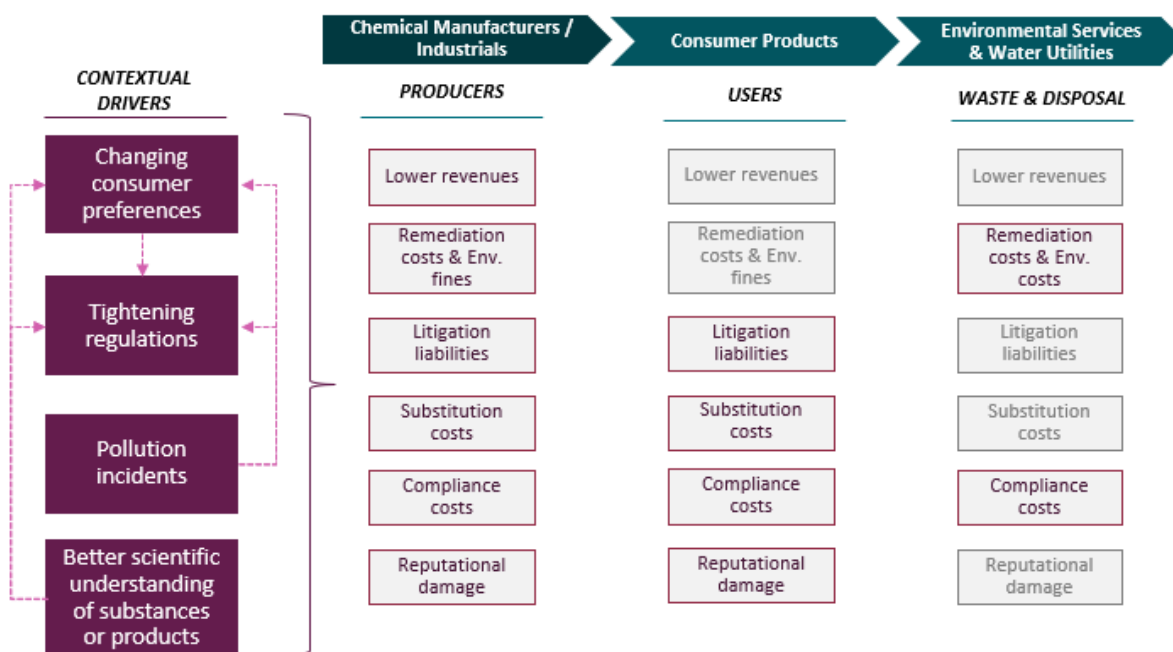 Chemical Manufacturers /
Industrials
Consumer Products
Environmental Services
& Water Utilities
CONTEXTUAL
DRIVERS
PRODUCERS
USERS
WASTE & DISPOSAL
Changing
consumer
preferences
Tightening
regulations
Pollution
incidents
Better scientific
understanding
of substances
or products
Lower revenues
Lower revenues
Lower revenues
Remediation
costs & Env.
fines
Remediation
costs & Env.
fines
Remediation
costs & Env.
costs
Litigation
liabilities
Litigation
liabilities
Litigation
liabilities
Substitution
costs
Substitution
costs
Substitution
costs
Compliance
costs
Compliance
costs
Compliance
costs
Reputational
damage
Reputational
damage
Reputational
damage